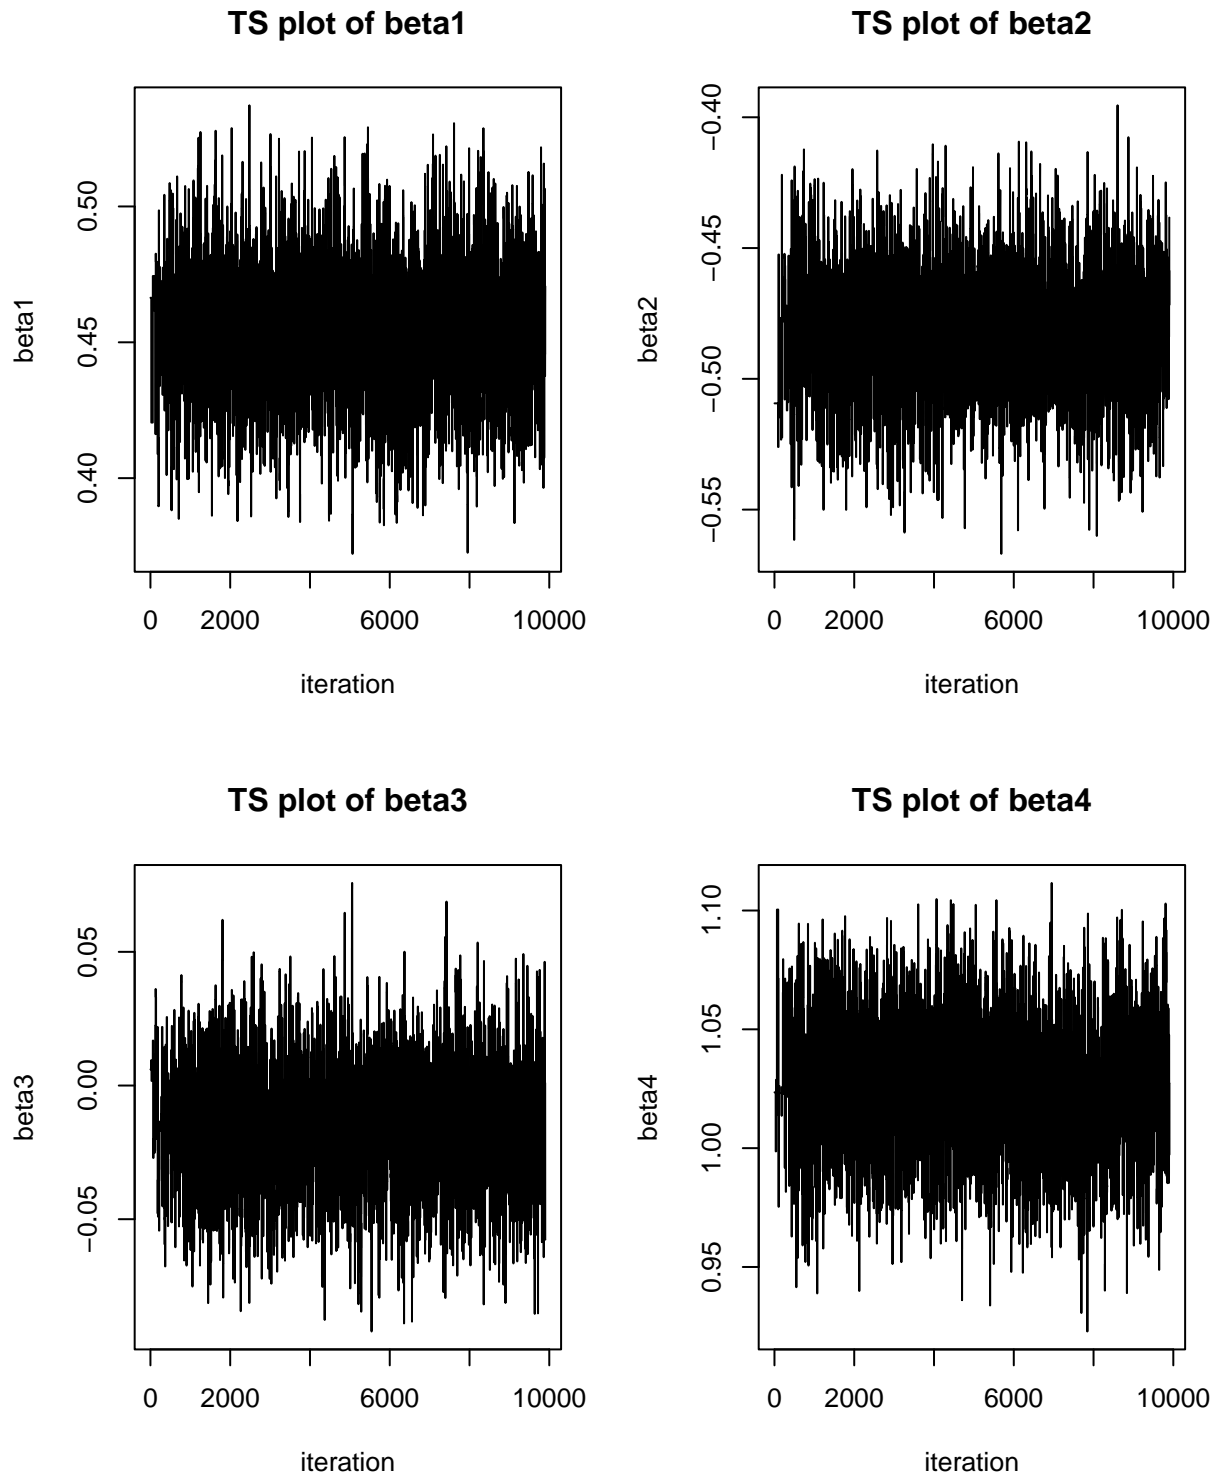 TS plot of beta1
beta1
0.40 0.45 0.50
0 2000 6000 10000
iteration
TS plot of beta2
beta2
−0.55 −0.50 −0.45 −0.40
0 2000 6000 10000
iteration
TS plot of beta3
beta3
−0.05 0.00 0.05
0 2000 6000 10000
iteration
TS plot of beta4
beta4
0.95 1.00 1.05 1.10
0 2000 6000 10000
iteration